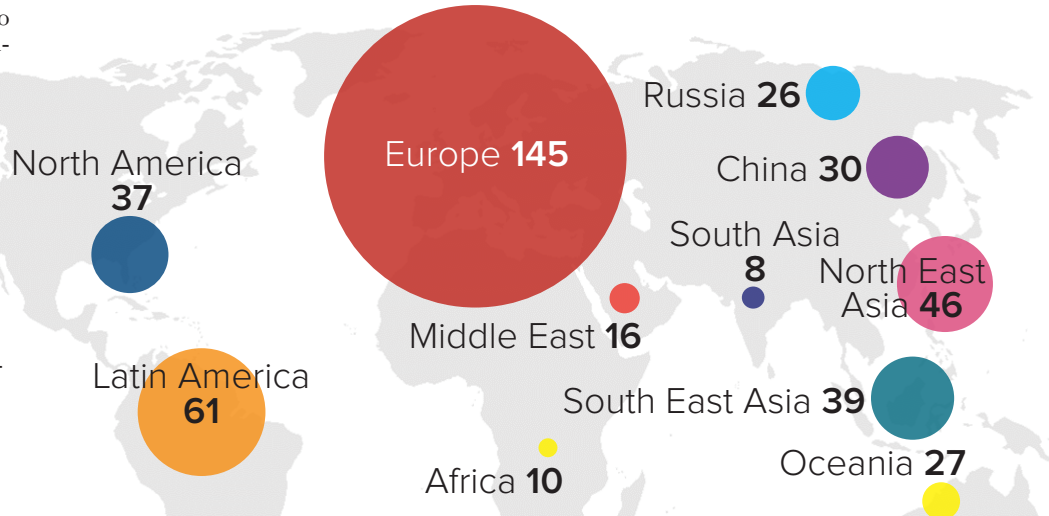 North America
37
Latin America
61
Europe 145
Middle East 16
Africa 10
Russia 26
China 30
South Asia
8
North East
Asia 46
South East Asia 39
Oceania 27